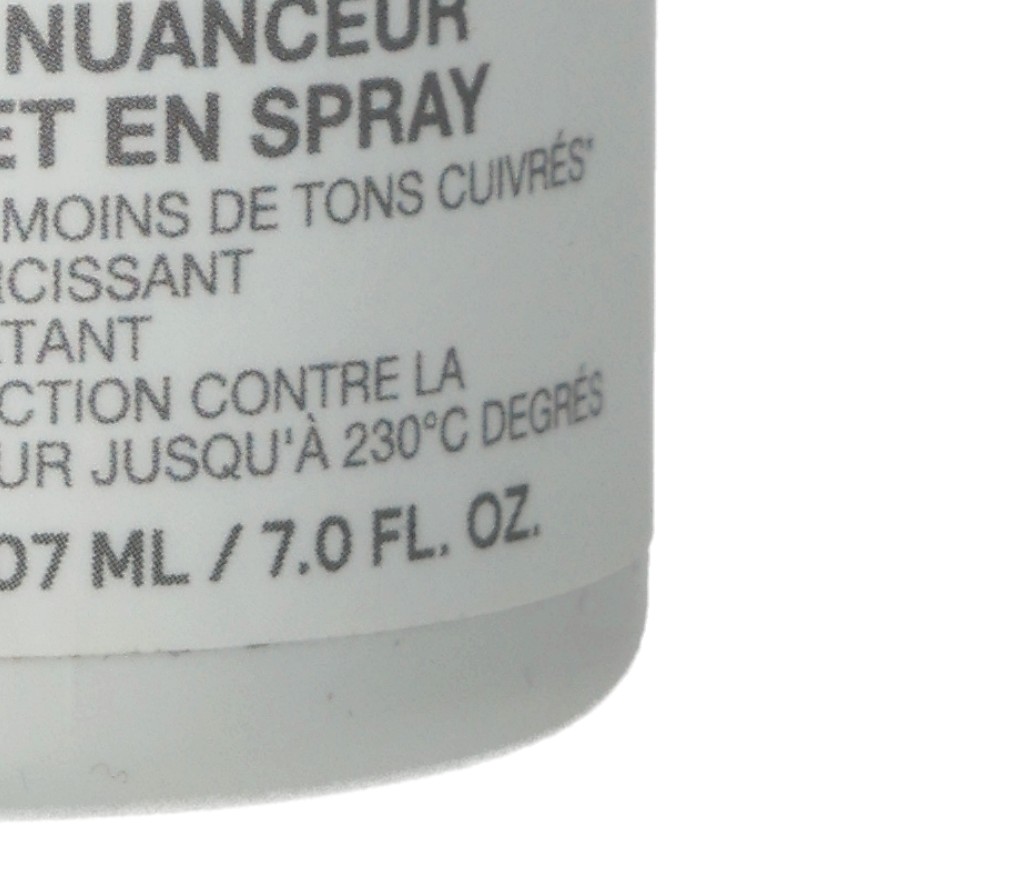 NUANCEUR
ET EN SPRAY
MOINS DE TONS CUIVRÉS*
RCISSANT
TANT
CTION CONTRE LA
UR JUSQU'À 230°C DEGRÉS
07 ML / 7.0 FL. OZ.